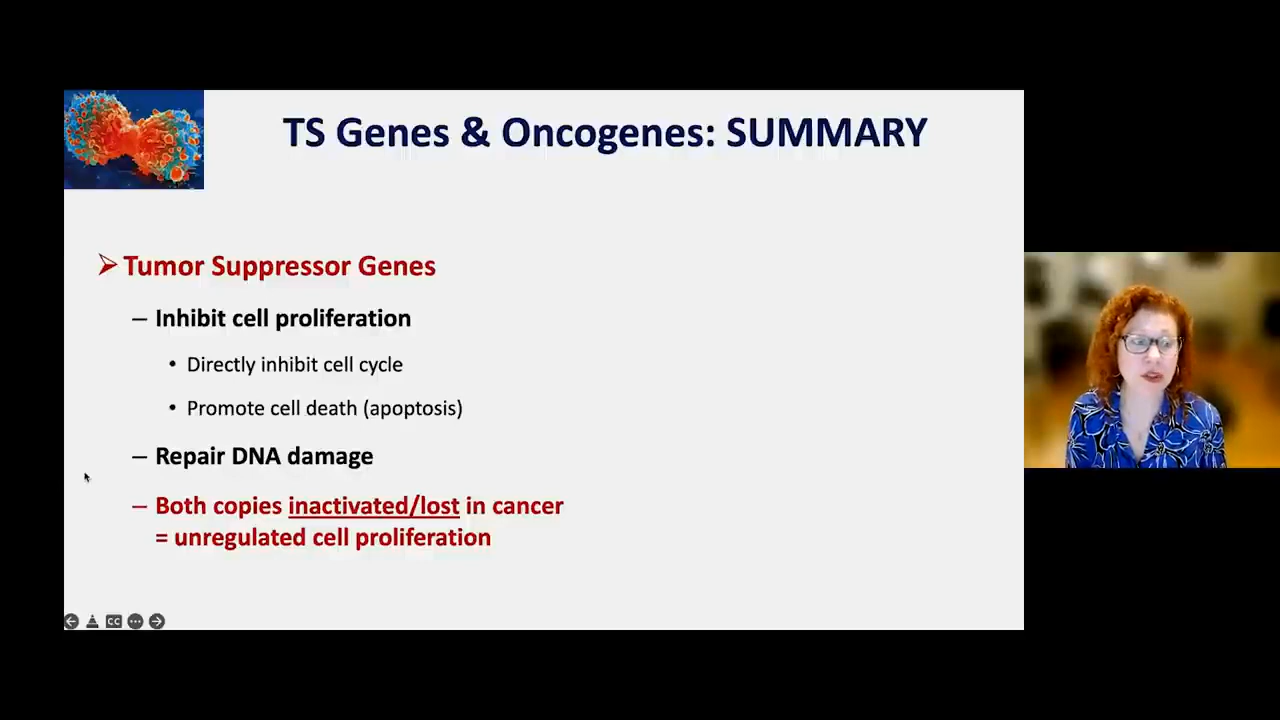 TS Genes & Oncogenes: SUMMARY
➢ Tumor Suppressor Genes
– Inhibit cell proliferation
• Directly inhibit cell cycle
• Promote cell death (apoptosis)
– Repair DNA damage
– Both copies inactivated/lost in cancer
= unregulated cell proliferation
CC